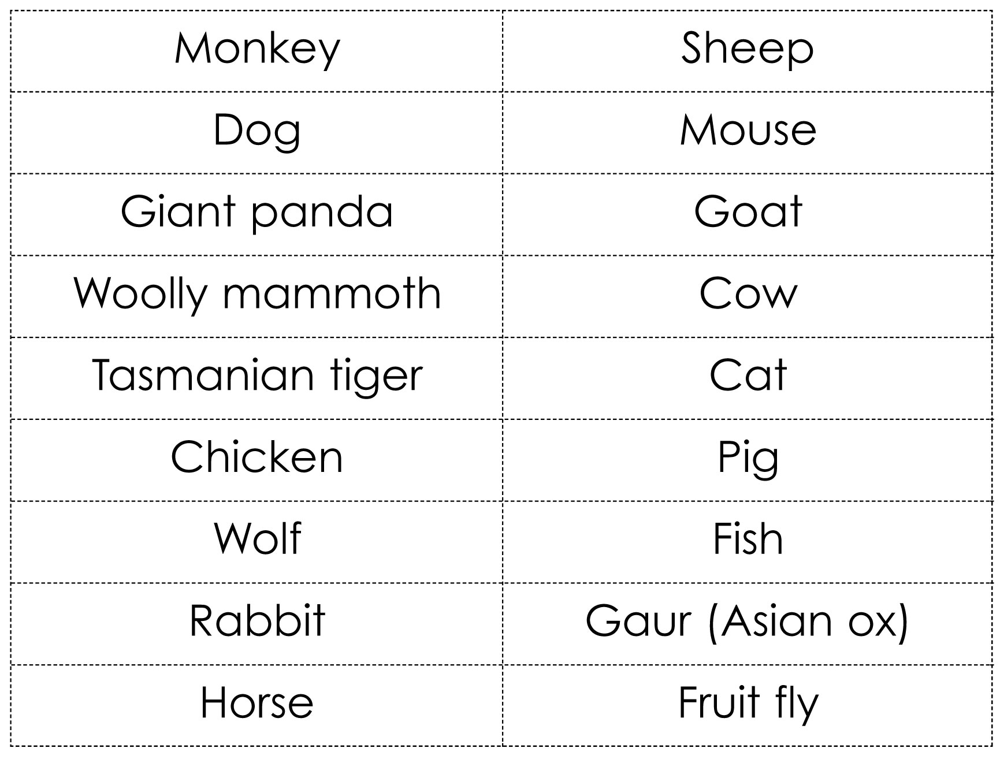 Monkey
Sheep
Dog
Mouse
Giant panda
Goat
Woolly mammoth
Cow
Tasmanian tiger
Cat
Chicken
Pig
Wolf
Fish
Rabbit
Gaur (Asian ox)
Horse
Fruit fly